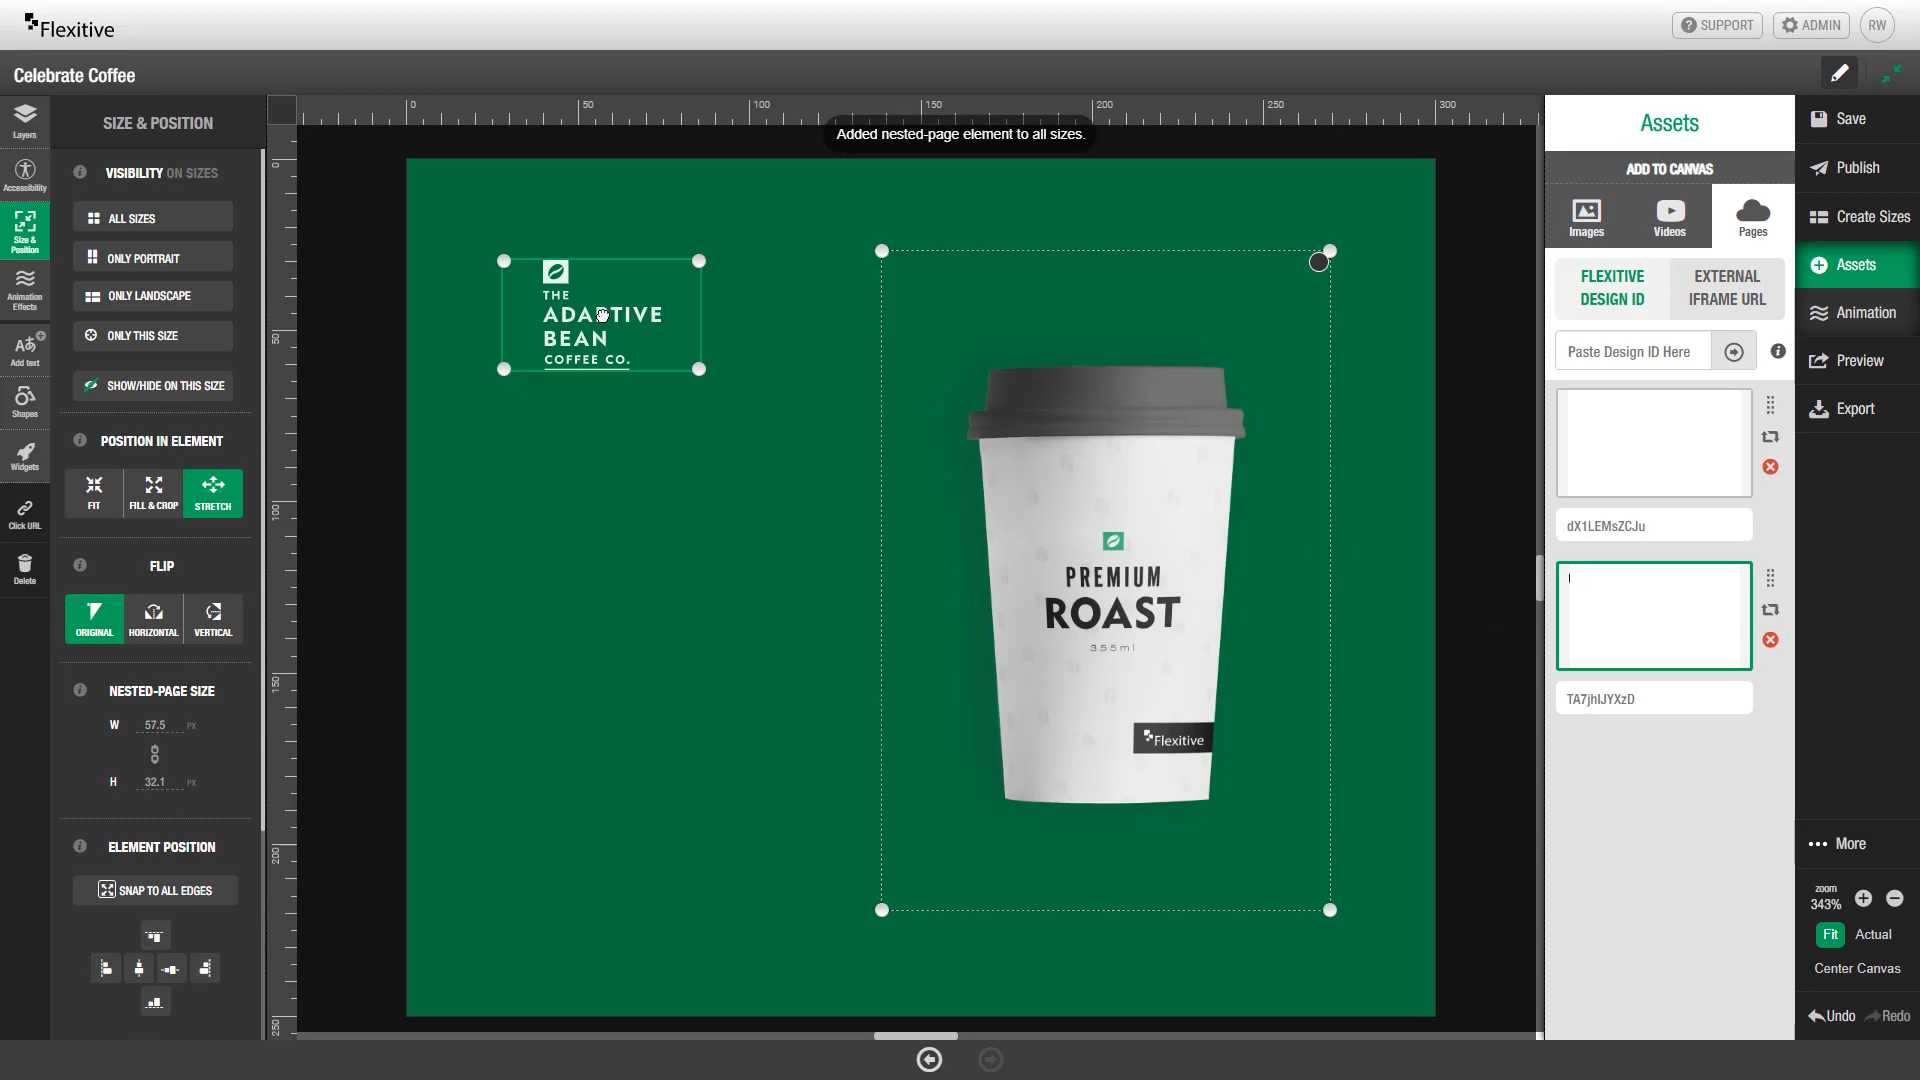 Flexitive
SUPPORT
ADMIN
RW
Celebrate Coffee
Layers
Accessibility
Size &
Position
Animation
Effects
Add text
Shapes
Widgets
Click URL
Delete
SIZE & POSITION
VISIBILITY ON SIZES
ALL SIZES
ONLY PORTRAIT
ONLY LANDSCAPE
ONLY THIS SIZE
SHOW/HIDE ON THIS SIZE
POSITION IN ELEMENT
FIT
FILL & CROP
STRETCH
FLIP
ORIGINAL
HORIZONTAL
VERTICAL
NESTED-PAGE SIZE
W 57.5 PX
H 32.1 PX
ELEMENT POSITION
SNAP TO ALL EDGES
0 50 100 150 200 250 300
0
50
100
150
200
250
Added nested-page element to all sizes.
THE
ADAPTIVE
BEAN
COFFEE CO.
PREMIUM
ROAST
355ml
Flexitive
Assets
ADD TO CANVAS
Images
Videos
Pages
FLEXITIVE
DESIGN ID
EXTERNAL
IFRAME URL
Paste Design ID Here
dX1LEMsZCJu
Save
Publish
Create Sizes
Assets
Animation
Preview
Export
More
zoom
343%
Fit
Actual
Center Canvas
Undo
Redo